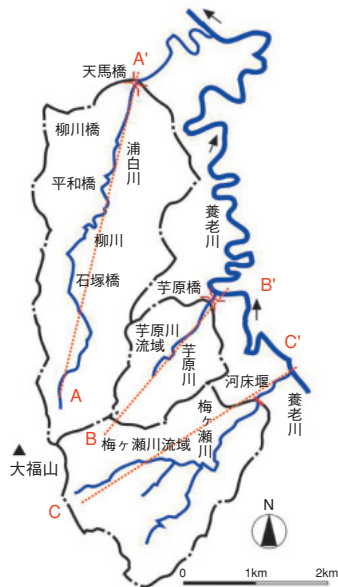 A'
天馬橋
柳川橋
浦白川
平和橋
養老川
柳川
石塚橋
芋原橋
B'
芋原川
流域
芋原川
C'
河床堰
A
梅ヶ瀬川
養老川
B
梅ヶ瀬川流域
大福山
C
N
0
1km
2km